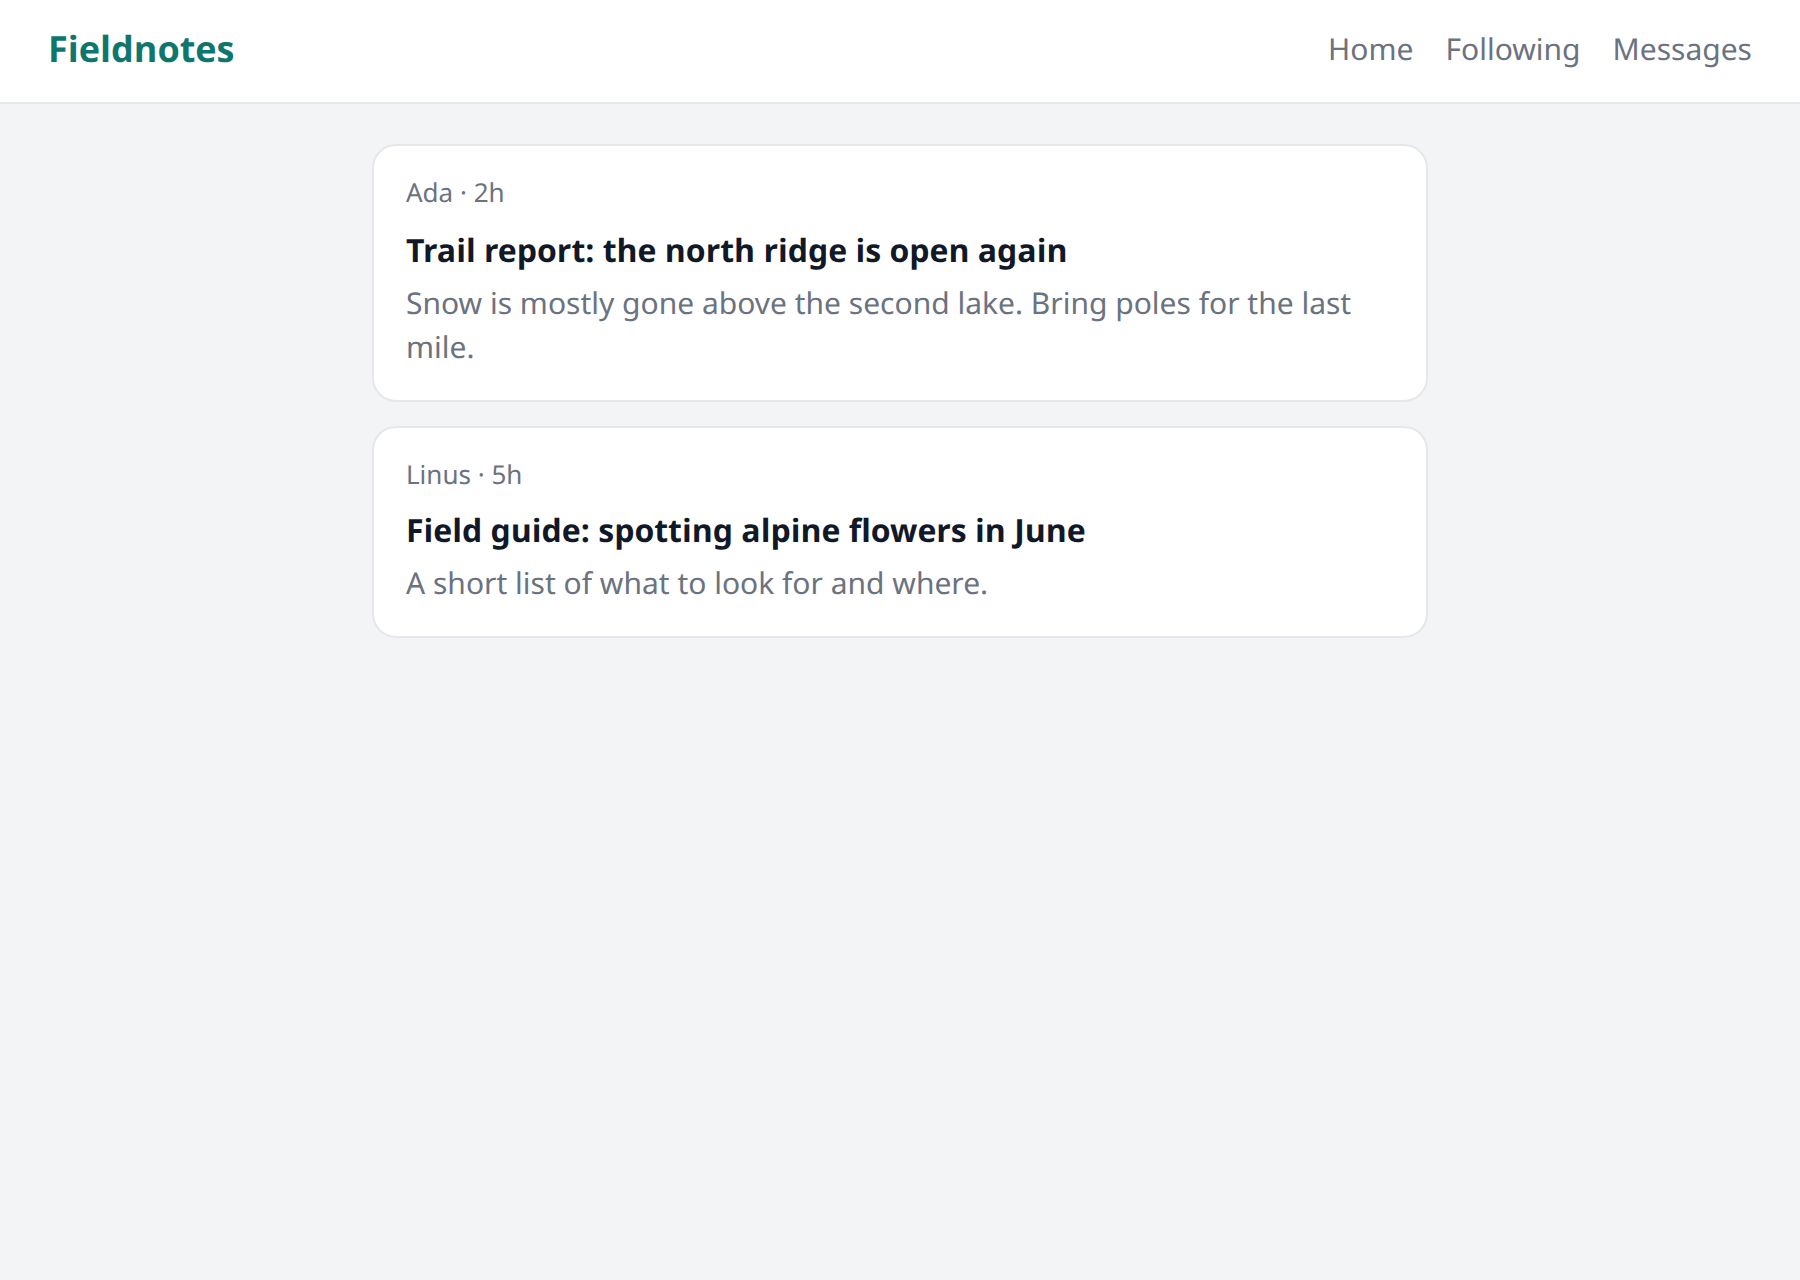 Fieldnotes
Home Following Messages
Ada · 2h
Trail report: the north ridge is open again
Snow is mostly gone above the second lake. Bring poles for the last
mile.
Linus · 5h
Field guide: spotting alpine flowers in June
A short list of what to look for and where.